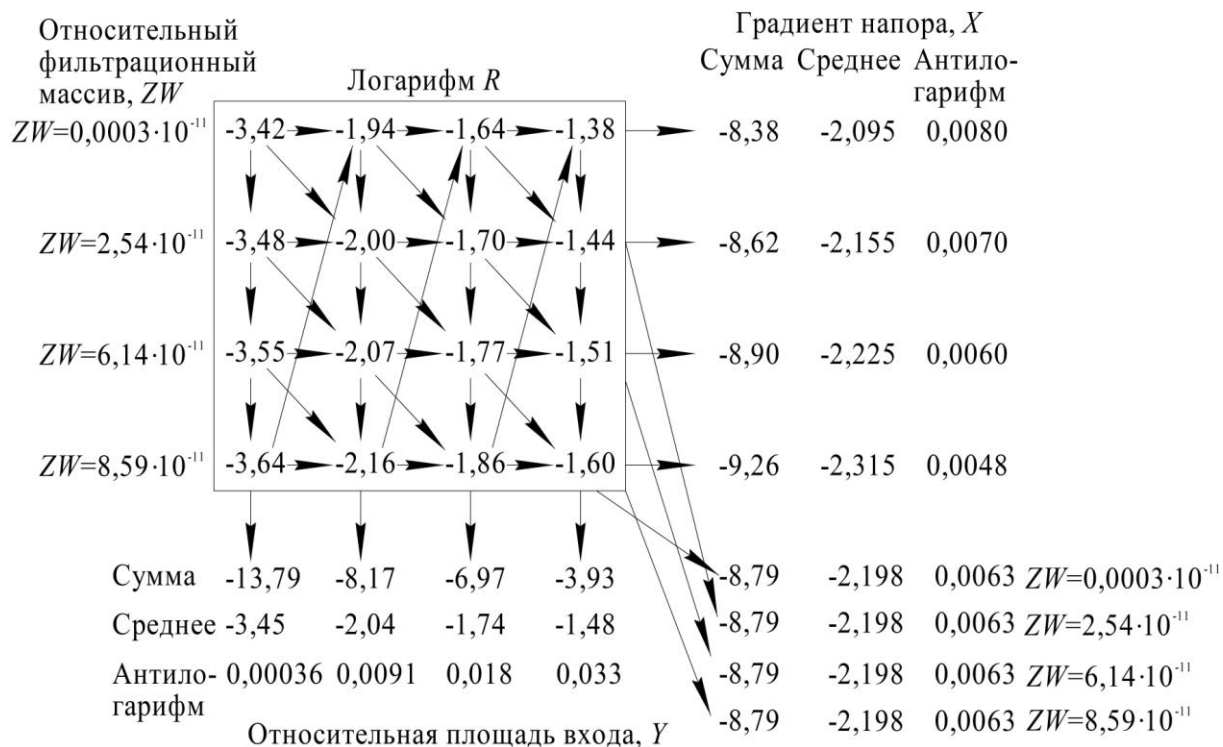 Относительный
фильтрационный
массив, ZW
Логарифм R
Градиент напора, X
Сумма Среднее Антило-
гарифм
ZW=0,0003·10⁻¹¹ -3,42 -1,94 -1,64 -1,38 -8,38 -2,095 0,0080
ZW=2,54·10⁻¹¹ -3,48 -2,00 -1,70 -1,44 -8,62 -2,155 0,0070
ZW=6,14·10⁻¹¹ -3,55 -2,07 -1,77 -1,51 -8,90 -2,225 0,0060
ZW=8,59·10⁻¹¹ -3,64 -2,16 -1,86 -1,60 -9,26 -2,315 0,0048
Сумма -13,79 -8,17 -6,97 -3,93
Среднее -3,45 -2,04 -1,74 -1,48
Антило- 0,00036 0,0091 0,018 0,033
гарифм
Относительная площадь входа, Y
-8,79 -2,198 0,0063 ZW=0,0003·10⁻¹¹
-8,79 -2,198 0,0063 ZW=2,54·10⁻¹¹
-8,79 -2,198 0,0063 ZW=6,14·10⁻¹¹
-8,79 -2,198 0,0063 ZW=8,59·10⁻¹¹